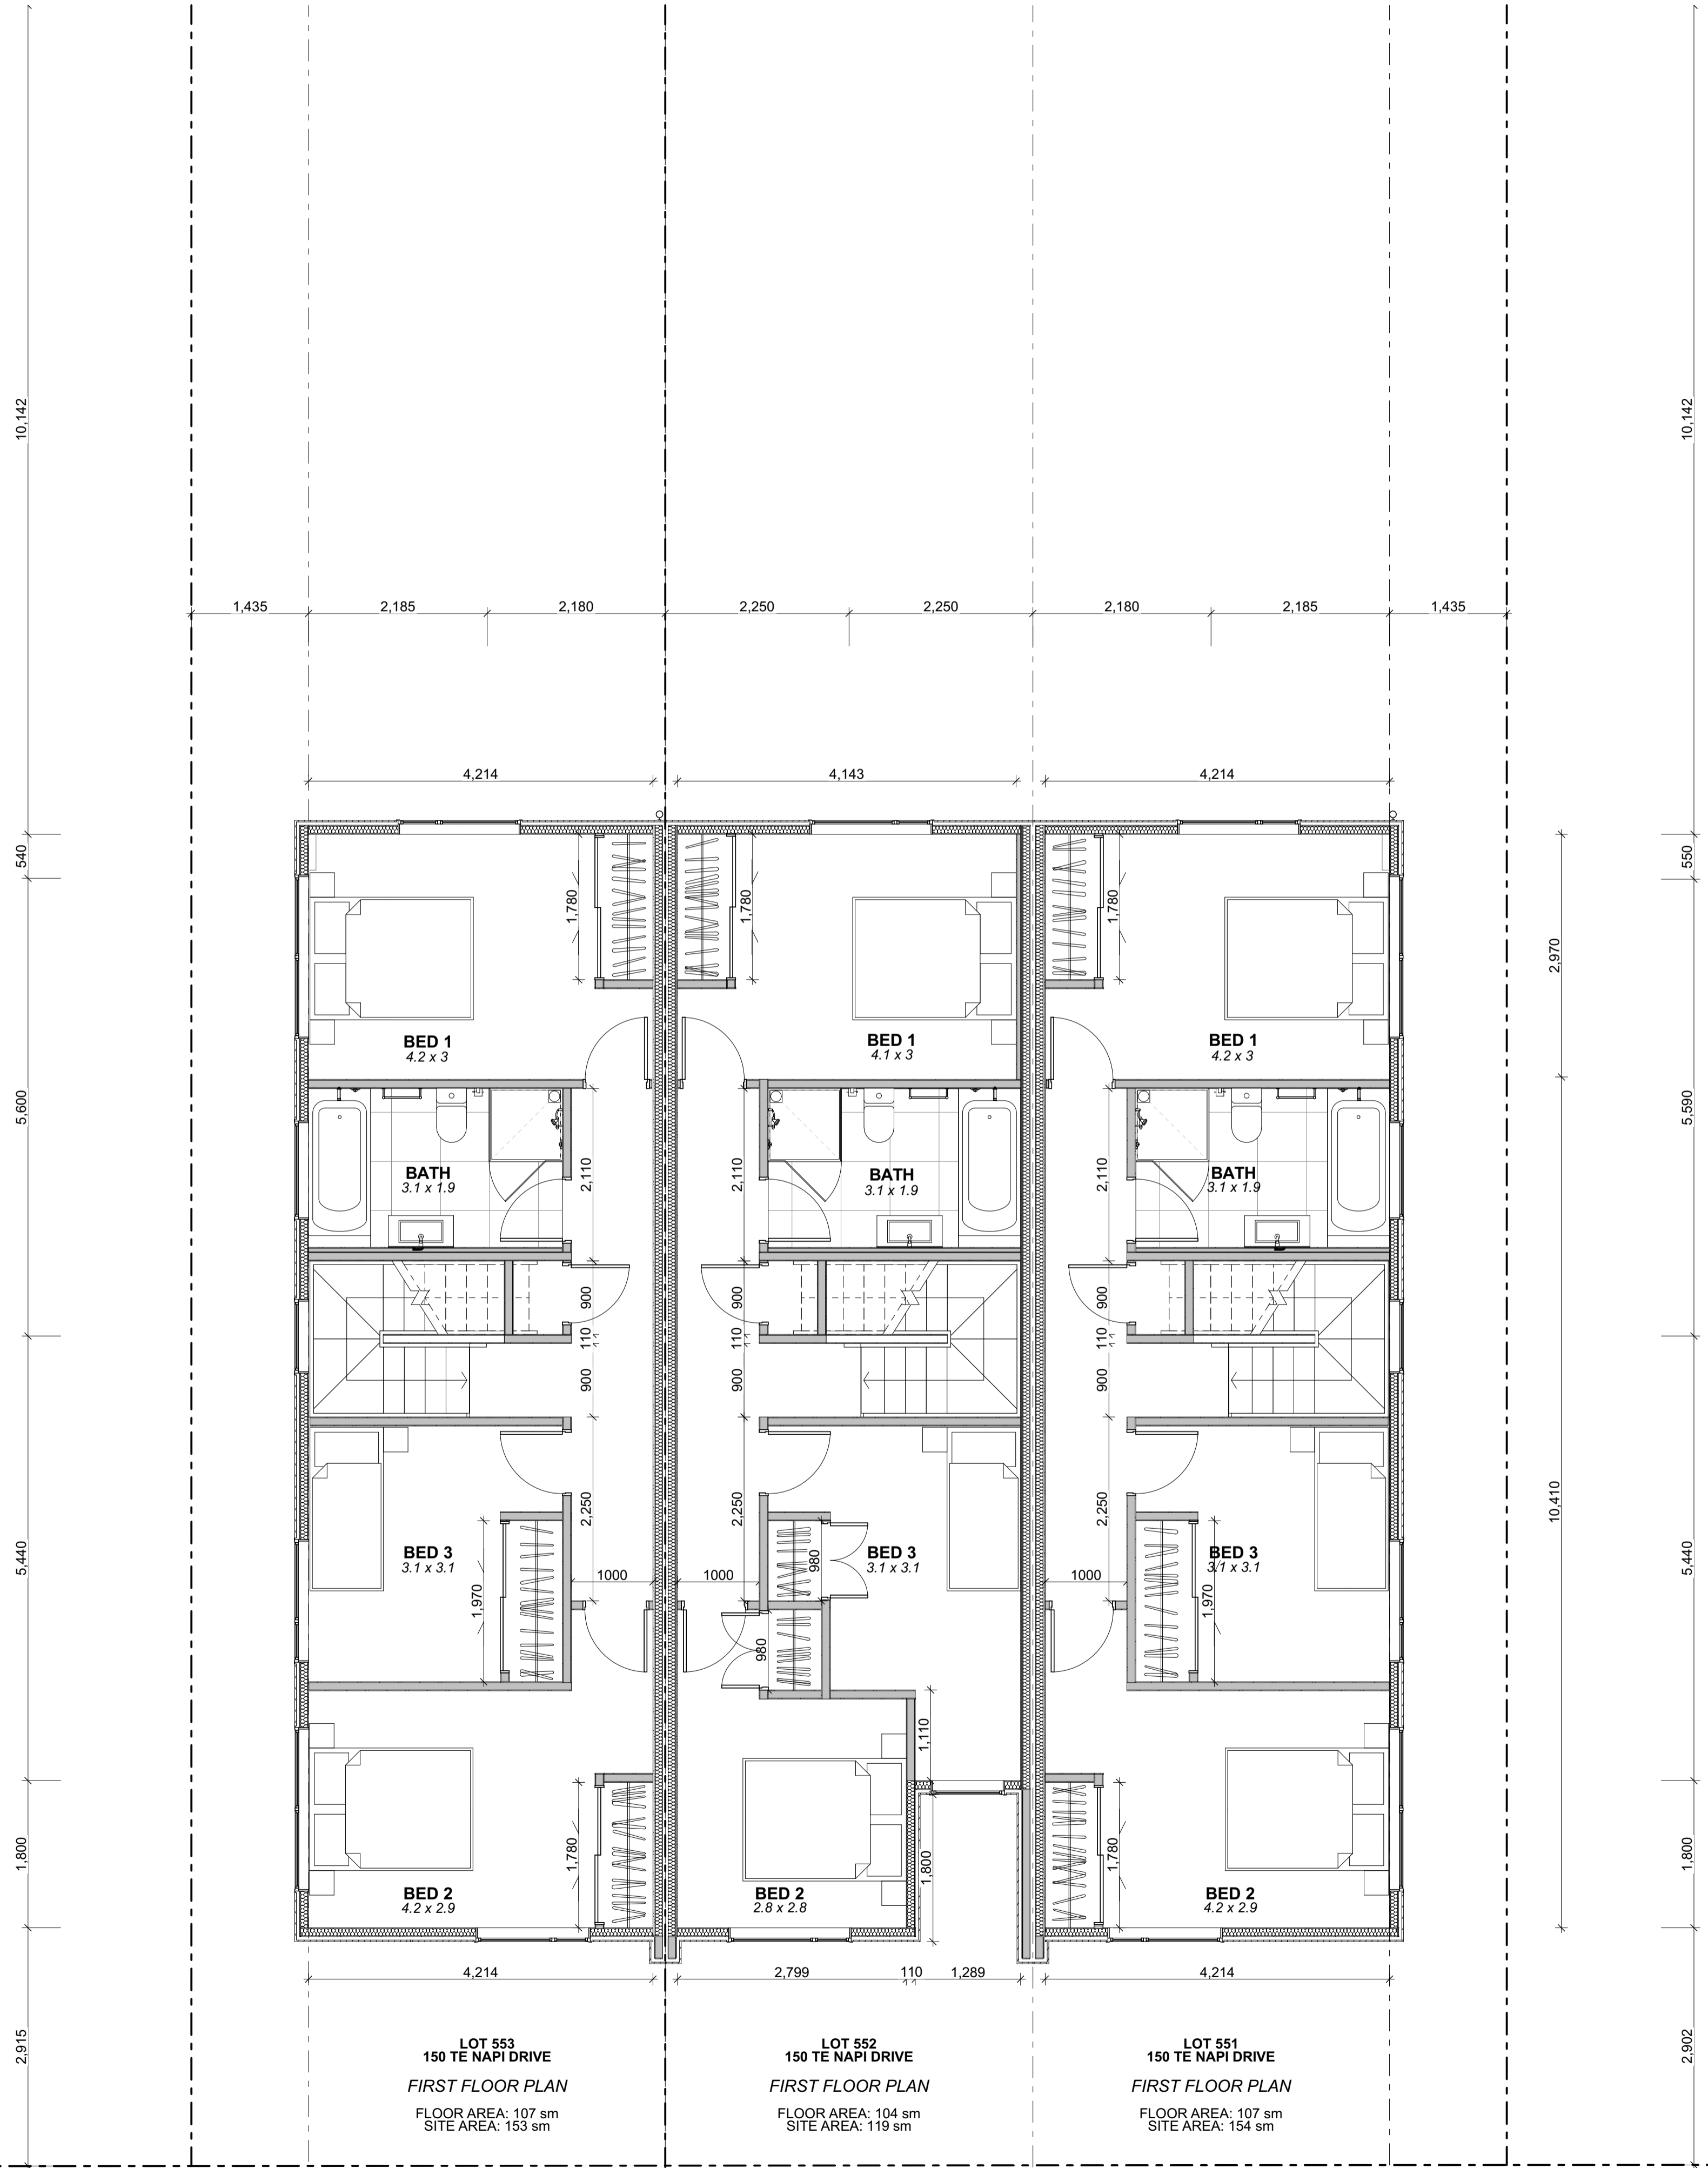 10,142
10,142
1,435
2,185
2,180
2,250
2,250
2,180
2,185
1,435
4,214
4,143
4,214
540
550
1,780
1,780
1,780
2,970
BED 1
4.2 x 3
BED 1
4.1 x 3
BED 1
4.2 x 3
5,600
5,590
BATH
3.1 x 1.9
2,110
2,110
BATH
3.1 x 1.9
2,110
BATH
3.1 x 1.9
900
900
900
110
110
110
900
900
900
2,250
2,250
2,250
10,410
5,440
5,440
BED 3
3.1 x 3.1
980
BED 3
3.1 x 3.1
BED 3
3.1 x 3.1
1,970
1000
1000
1000
1,970
980
1,110
1,800
1,780
1,800
1,780
1,800
BED 2
4.2 x 2.9
BED 2
2.8 x 2.8
BED 2
4.2 x 2.9
4,214
2,799
110
1,289
4,214
2,915
2,902
LOT 553
150 TE NAPI DRIVE
FIRST FLOOR PLAN
FLOOR AREA: 107 sm
SITE AREA: 153 sm
LOT 552
150 TE NAPI DRIVE
FIRST FLOOR PLAN
FLOOR AREA: 104 sm
SITE AREA: 119 sm
LOT 551
150 TE NAPI DRIVE
FIRST FLOOR PLAN
FLOOR AREA: 107 sm
SITE AREA: 154 sm